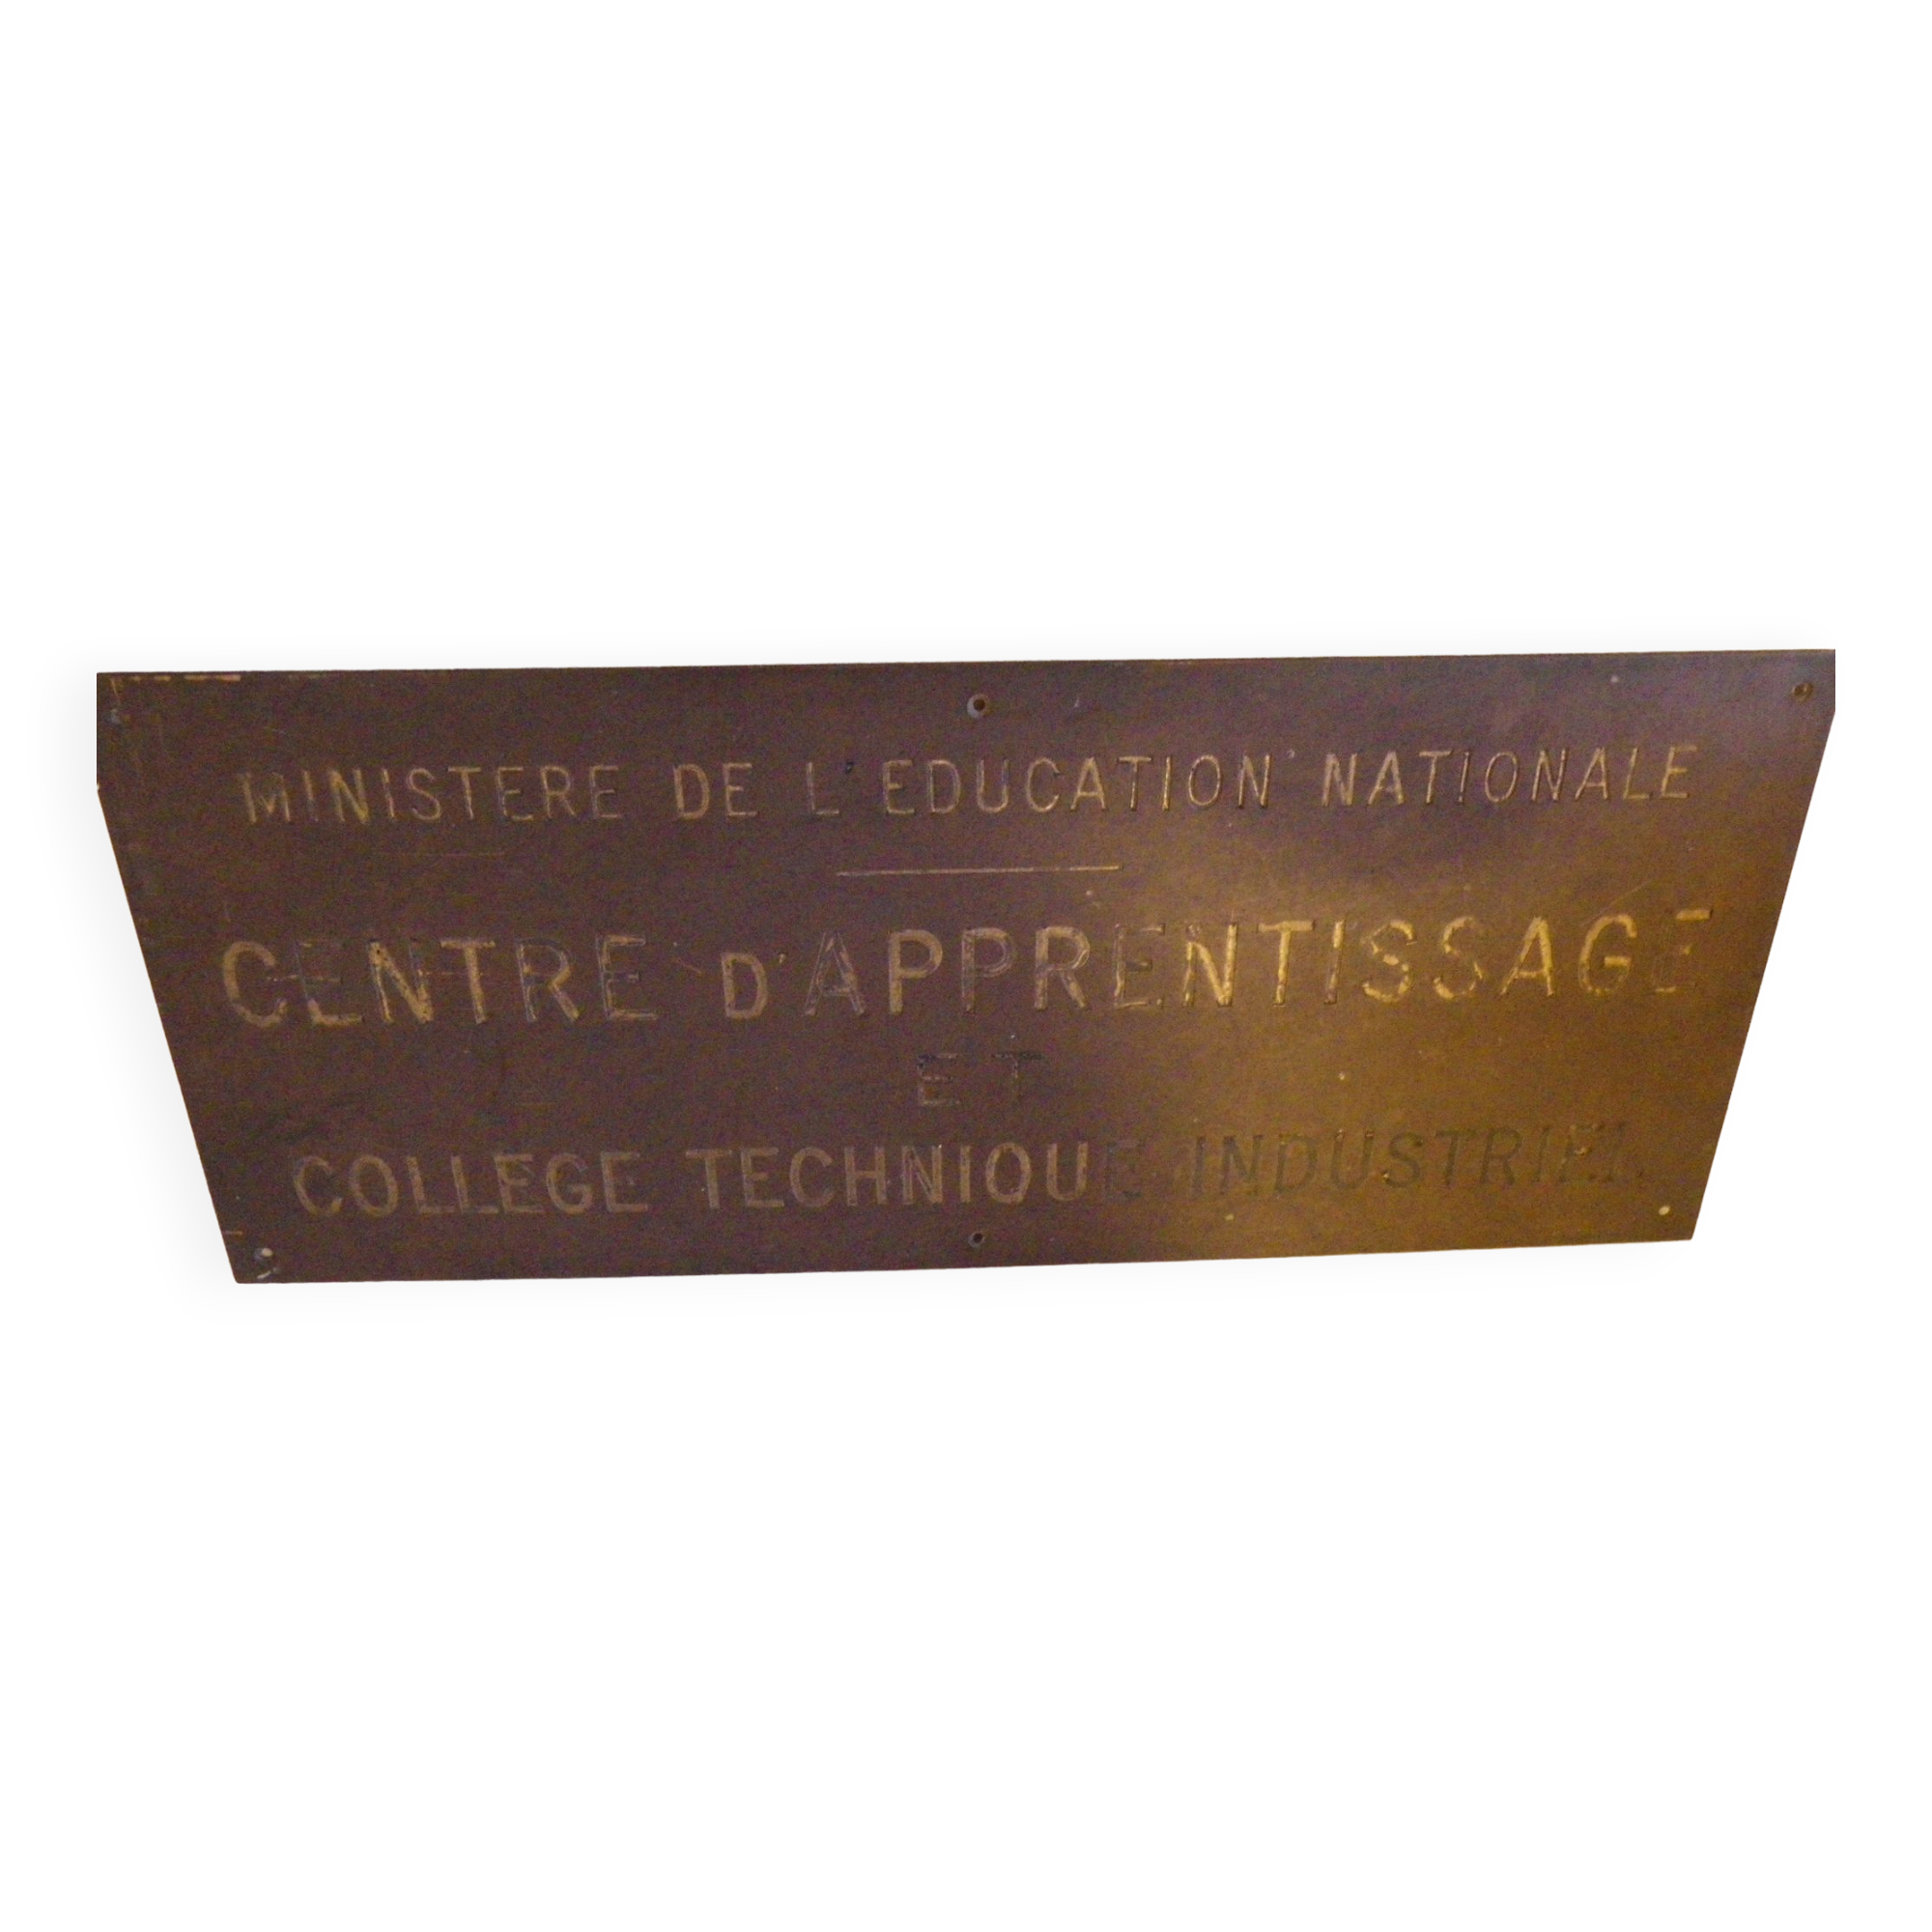 MINISTERE DE L'EDUCATION NATIONALE
CENTRE D'APPRENTISSAGE
ET
COLLEGE TECHNIQUE INDUSTRIEL